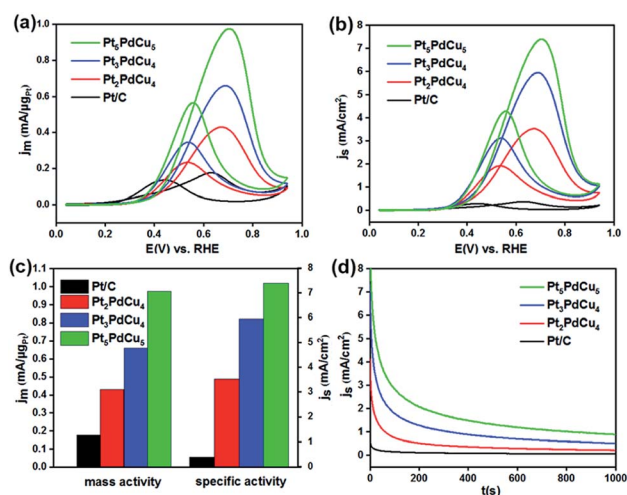 (a)
Pt₅PdCu₅
Pt₃PdCu₄
Pt₂PdCu₄
Pt/C
jm (mA/μgPt)
1.0
0.8
0.6
0.4
0.2
0.0
0.0 0.2 0.4 0.6 0.8 1.0
E(V) vs. RHE
(b)
Pt₅PdCu₅
Pt₃PdCu₄
Pt₂PdCu₄
Pt/C
js (mA/cm²)
8
7
6
5
4
3
2
1
0
0.0 0.2 0.4 0.6 0.8 1.0
E(V) vs. RHE
(c)
Pt/C
Pt₂PdCu₄
Pt₃PdCu₄
Pt₅PdCu₅
jm (mA/μgPt)
1.1
1.0
0.9
0.8
0.7
0.6
0.5
0.4
0.3
0.2
0.1
0.0
mass activity specific activity
js (mA/cm²)
8
7
6
5
4
3
2
1
0
(d)
Pt₅PdCu₅
Pt₃PdCu₄
Pt₂PdCu₄
Pt/C
js (mA/cm²)
8
7
6
5
4
3
2
1
0
0 200 400 600 800 1000
t(s)